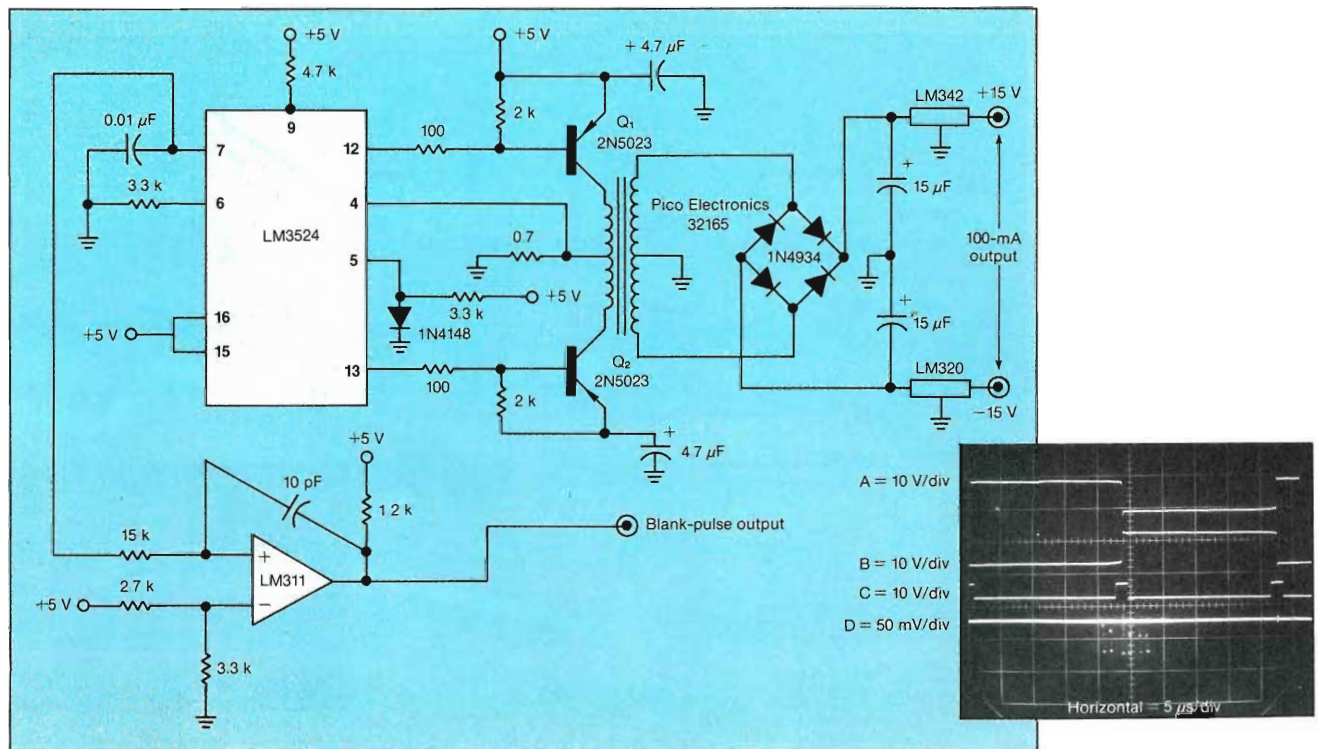 +5 V
+5 V
+ 4.7 µF
4.7 k
LM342
+15 V
0.01 µF
9
2 k
Q1
2N5023
100
7
12
+
15 µF
3.3 k
6
4
Pico Electronics
32165
LM3524
0.7
1N4934
100-mA
output
5
3.3 k
+5 V
+
15 µF
1N4148
16
+5 V
15
Q2
2N5023
LM320
13
100
2 k
−15 V
+5 V
+
4 7 µF
10 pF
1 2 k
Blank-pulse output
15 k
+
LM311
2 7 k
+5 V
−
3.3 k
A = 10 V/div
B = 10 V/div
C = 10 V/div
D = 50 mV/div
Horizontal = 5 µs/div